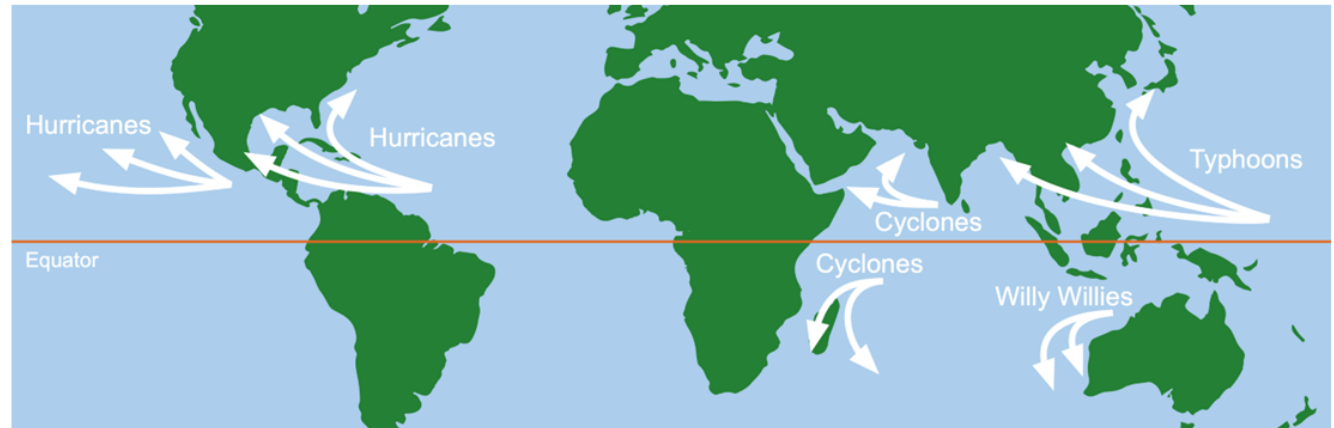 Hurricanes
Hurricanes
Typhoons
Cyclones
Equator
Cyclones
Willy Willies